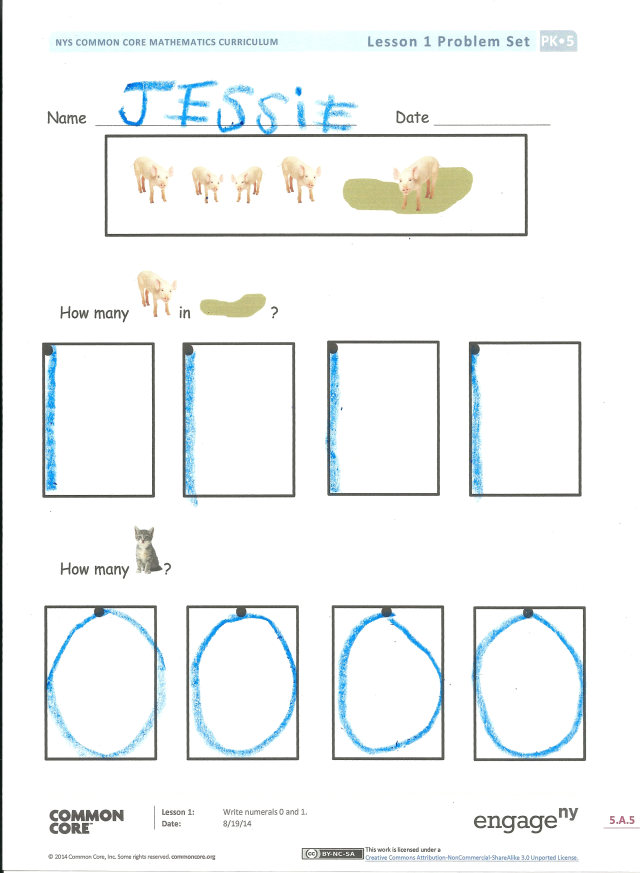 NYS COMMON CORE MATHEMATICS CURRICULUM Lesson 1 Problem Set PK•5
Name JESSIE Date
How many in ?
1 1 1 1
How many ?
0 0 0 0
COMMON CORE™ Lesson 1: Write numerals 0 and 1. engage ny
Date: 8/19/14
5.A.5
© 2014 Common Core, Inc. Some rights reserved. commoncore.org
(cc) BY-NC-SA This work is licensed under a
Creative Commons Attribution-NonCommercial-ShareAlike 3.0 Unported License.